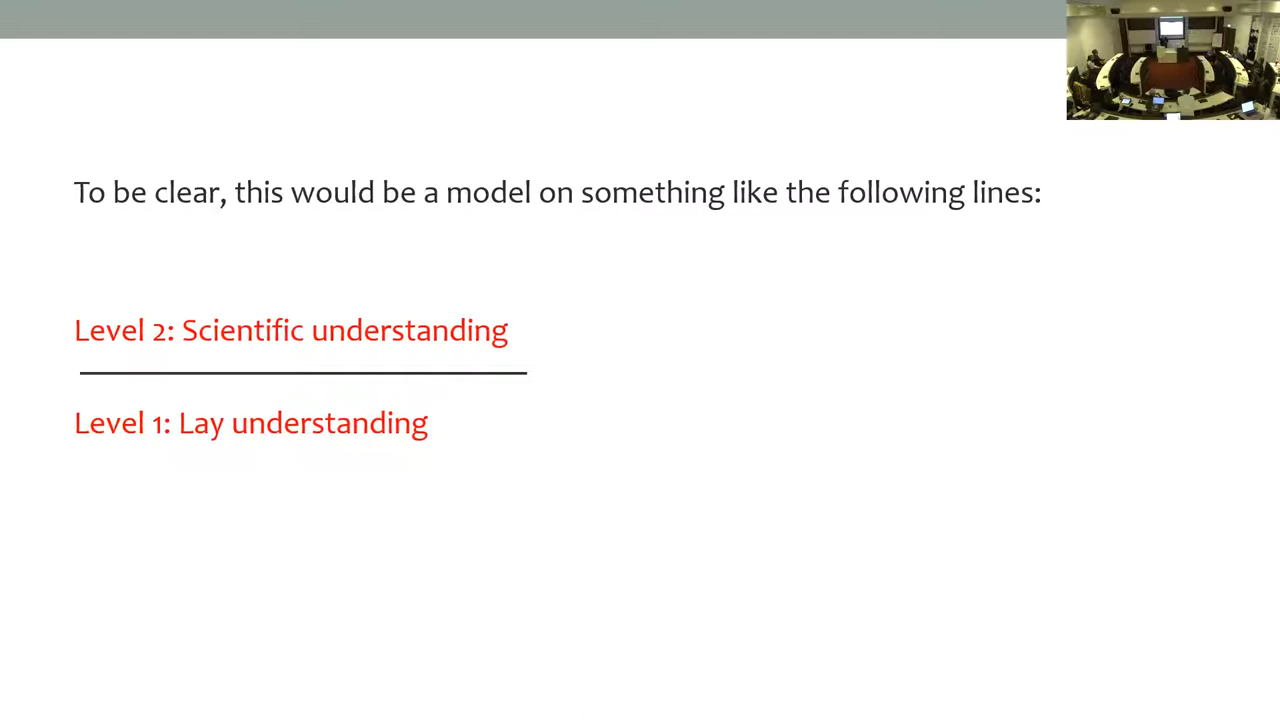 To be clear, this would be a model on something like the following lines:
Level 2: Scientific understanding
Level 1: Lay understanding